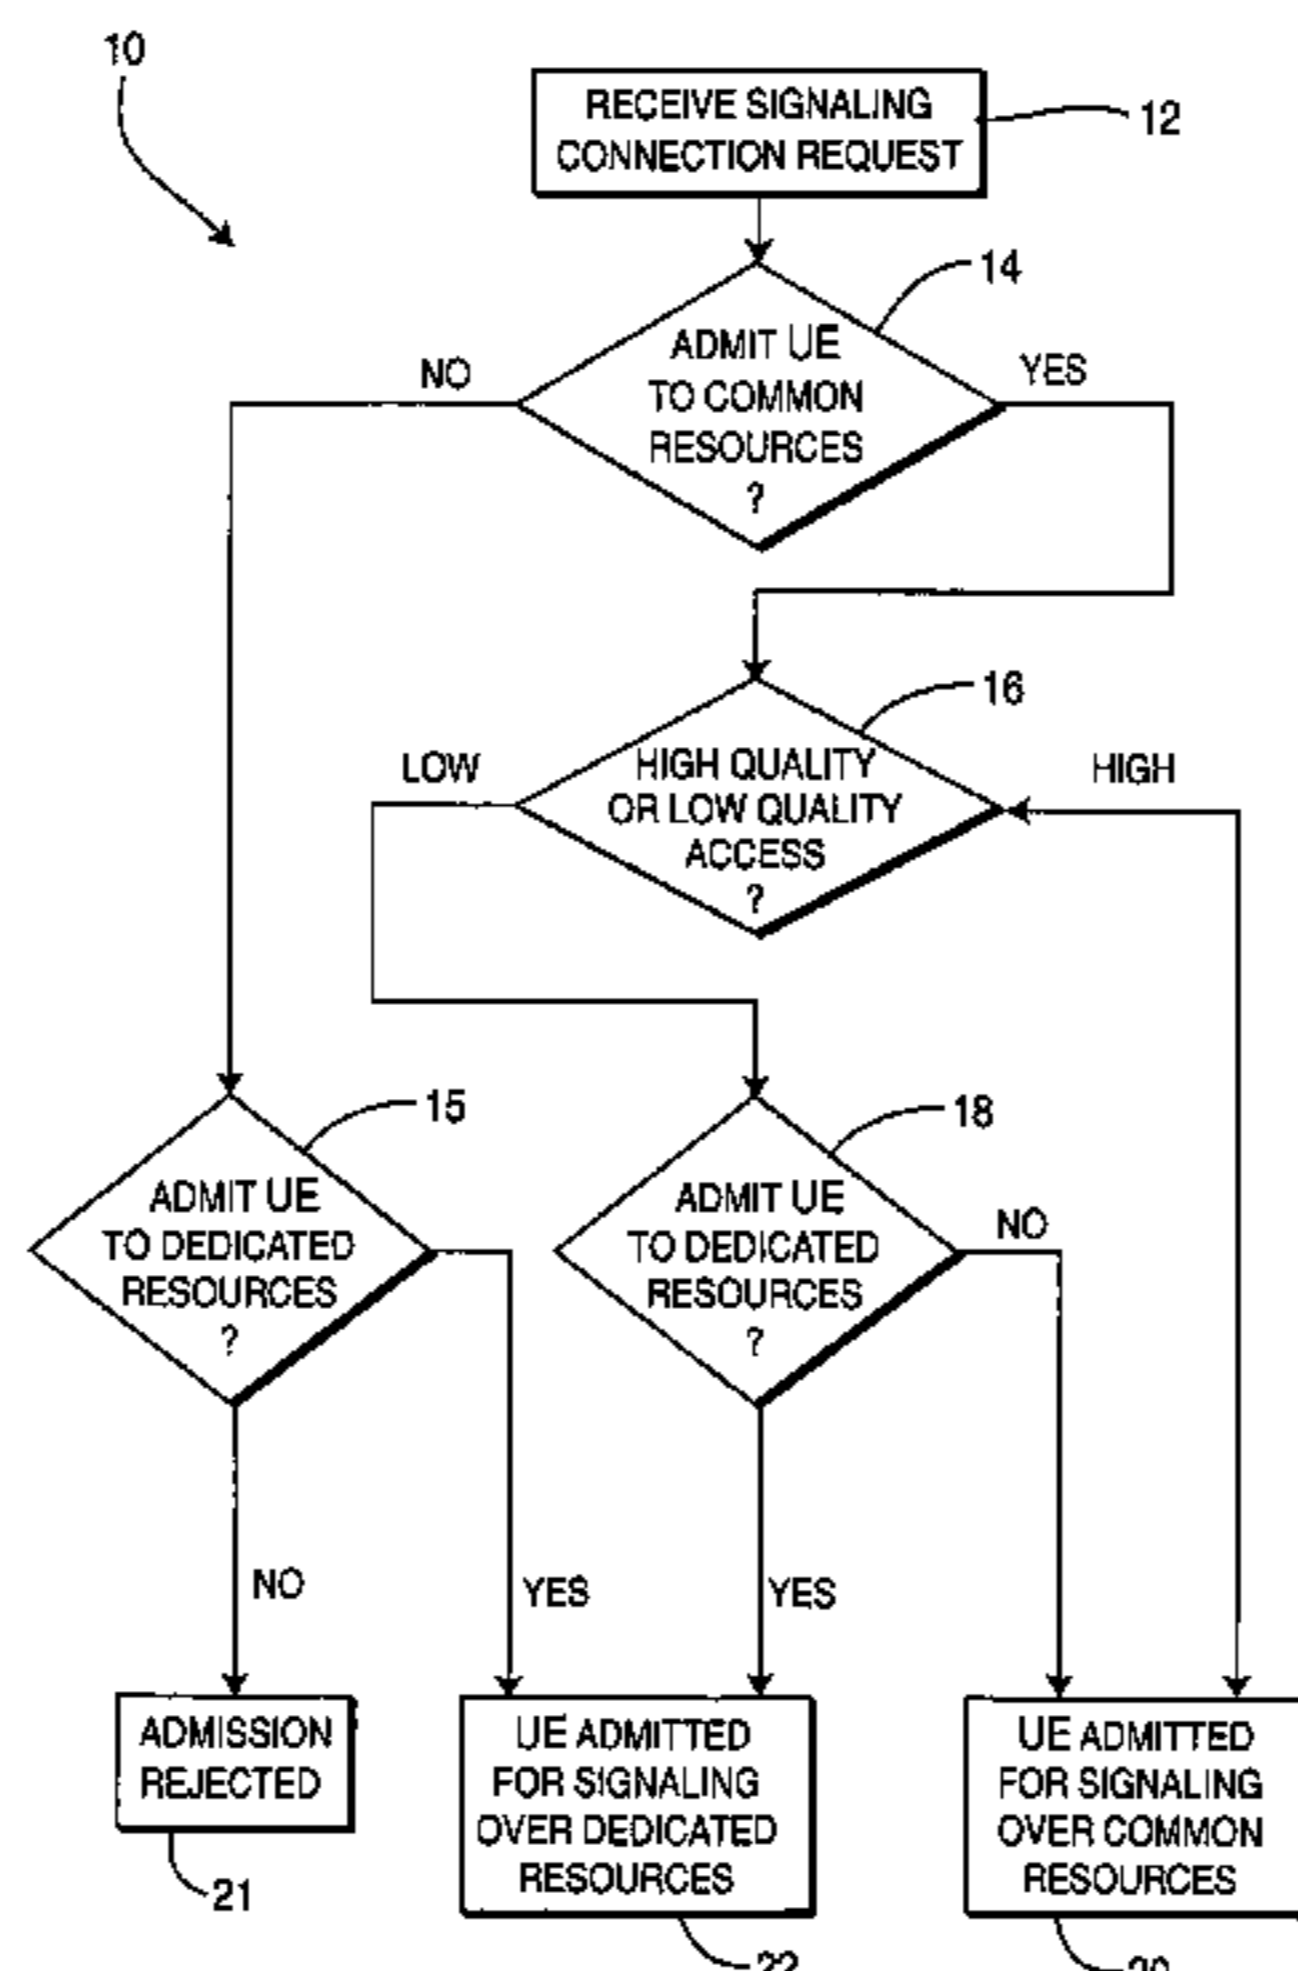 10
RECEIVE SIGNALING
CONNECTION REQUEST
12
14
ADMIT UE
TO COMMON
RESOURCES
?
NO
YES
16
HIGH QUALITY
OR LOW QUALITY
ACCESS
?
LOW
HIGH
15
ADMIT UE
TO DEDICATED
RESOURCES
?
18
ADMIT UE
TO DEDICATED
RESOURCES
?
NO
NO
YES
YES
ADMISSION
REJECTED
21
UE ADMITTED
FOR SIGNALING
OVER DEDICATED
RESOURCES
22
UE ADMITTED
FOR SIGNALING
OVER COMMON
RESOURCES